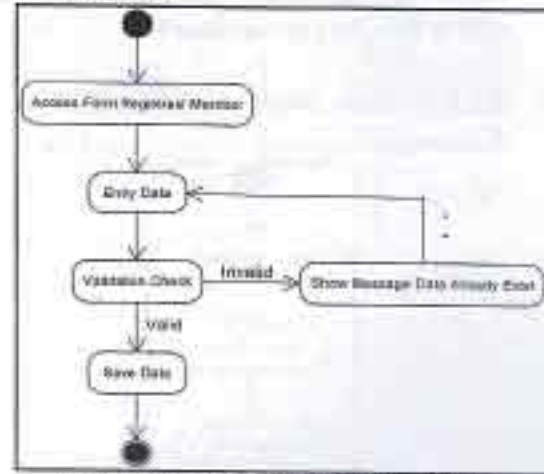 Access Form Registrasi Member
Entry Data
Validation Check
Invalid
Show Message Data Already Exist
Valid
Save Data